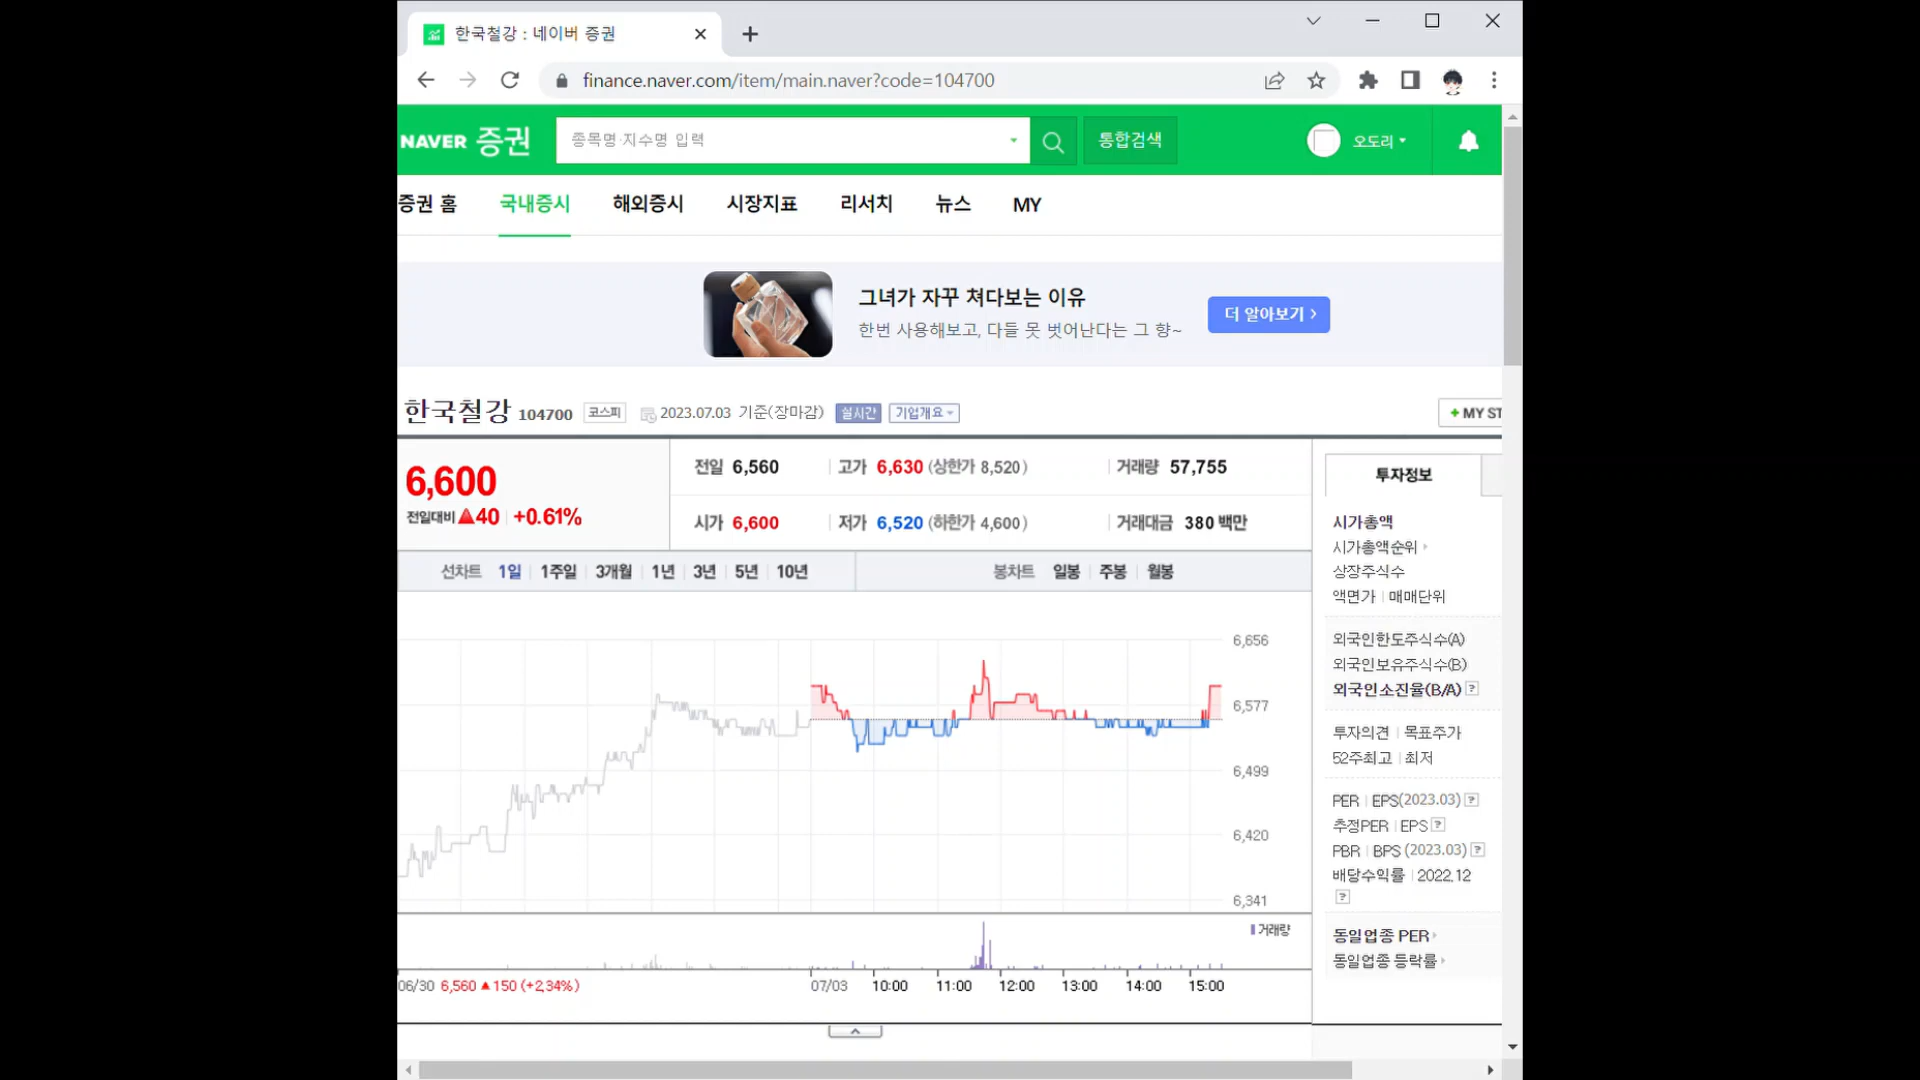 한국철강 : 네이버 증권
finance.naver.com/item/main.naver?code=104700
NAVER 증권
종목명·지수명 입력
통합검색
오도리
증권 홈 국내증시 해외증시 시장지표 리서치 뉴스 MY
그녀가 자꾸 쳐다보는 이유
한번 사용해보고, 다들 못 벗어난다는 그 향~
더 알아보기 >
한국철강 104700 코스피 2023.07.03 기준(장마감) 실시간 기업개요
+ MY ST
6,600
전일대비 ▲40 +0.61%
전일 6,560 고가 6,630 (상한가 8,520) 거래량 57,755
시가 6,600 저가 6,520 (하한가 4,600) 거래대금 380 백만
선차트 1일 1주일 3개월 1년 3년 5년 10년 봉차트 일봉 주봉 월봉
6,656
6,577
6,499
6,420
6,341
거래량
06/30 6,560 ▲150 (+2.34%) 07/03 10:00 11:00 12:00 13:00 14:00 15:00
투자정보
시가총액
시가총액순위
상장주식수
액면가 | 매매단위
외국인한도주식수(A)
외국인보유주식수(B)
외국인소진율(B/A) ?
투자의견 | 목표주가
52주최고 | 최저
PER | EPS(2023.03) ?
추정PER | EPS ?
PBR | BPS (2023.03) ?
배당수익률 | 2022.12
?
동일업종 PER
동일업종 등락률